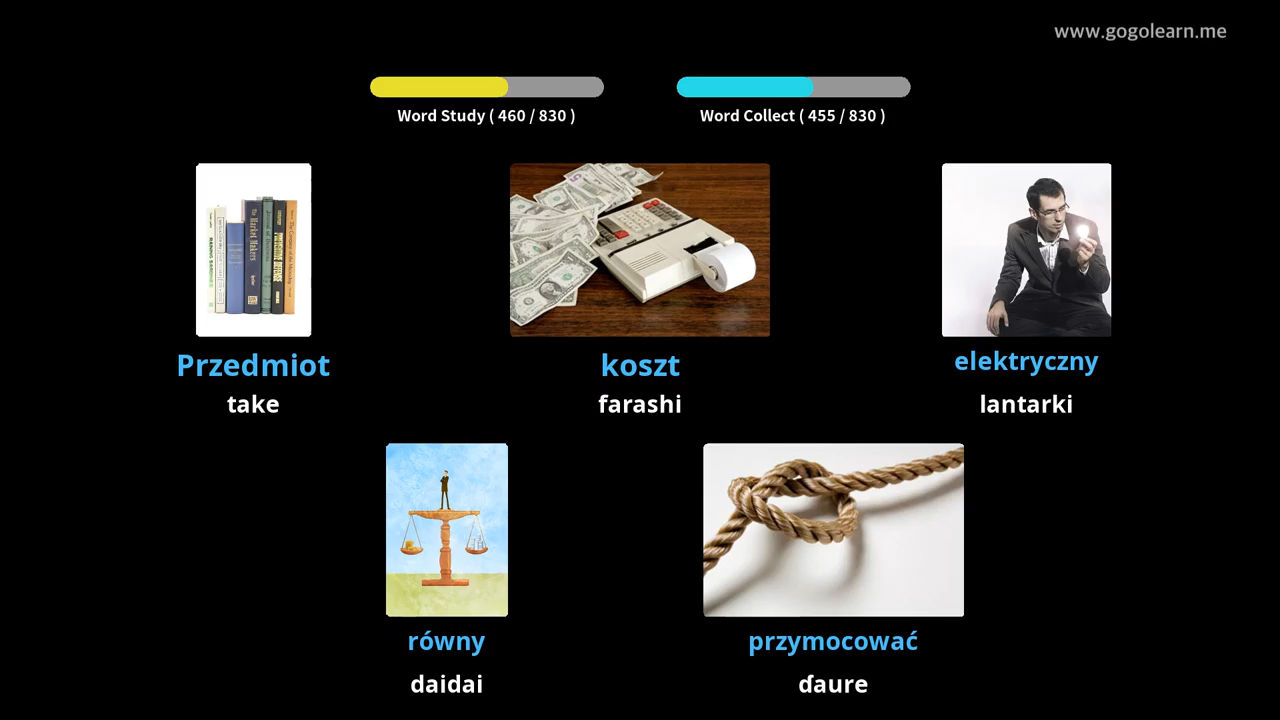 www.gogolearn.me
Word Study ( 460 / 830 )
Word Collect ( 455 / 830 )
Przedmiot
take
koszt
farashi
elektryczny
lantarki
równy
daidai
przymocować
ɗaure